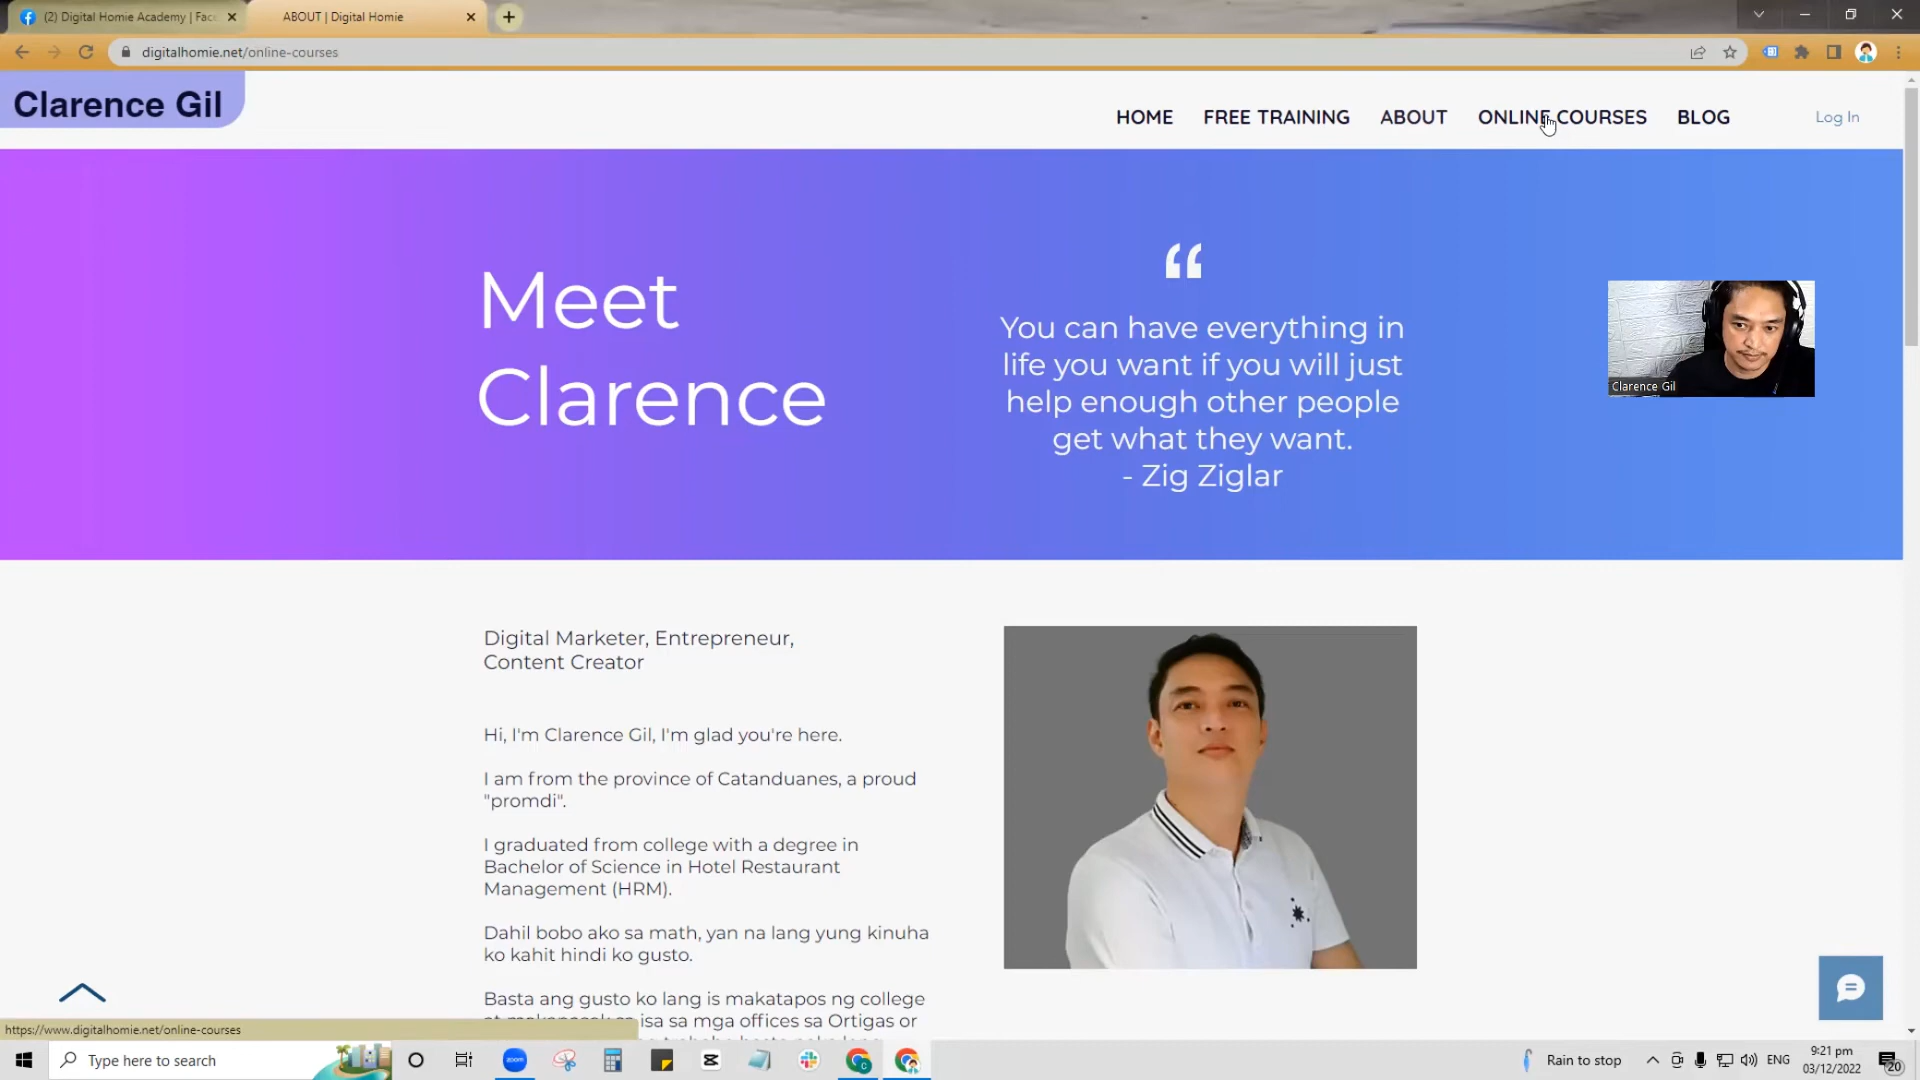 (2) Digital Homie Academy | Fac
ABOUT | Digital Homie
digitalhomie.net/online-courses
Clarence Gil
HOME
FREE TRAINING
ABOUT
ONLINE COURSES
BLOG
Log In
Meet
Clarence
“
You can have everything in
life you want if you will just
help enough other people
get what they want.
- Zig Ziglar
Clarence Gil
Digital Marketer, Entrepreneur,
Content Creator
Hi, I'm Clarence Gil, I'm glad you're here.
I am from the province of Catanduanes, a proud
"promdi".
I graduated from college with a degree in
Bachelor of Science in Hotel Restaurant
Management (HRM).
Dahil bobo ako sa math, yan na lang yung kinuha
ko kahit hindi ko gusto.
Basta ang gusto ko lang is makatapos ng college
isa sa mga offices sa Ortigas or
https://www.digitalhomie.net/online-courses
Type here to search
zoom
Rain to stop
ENG
9:21 pm
03/12/2022
20